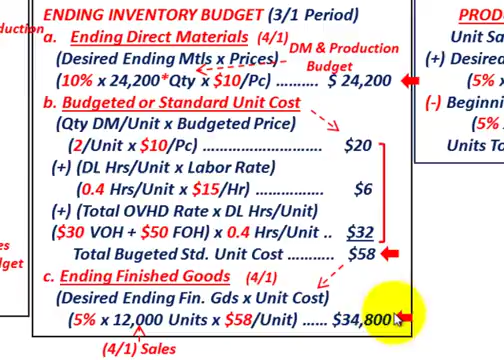 roduction
ENDING INVENTORY BUDGET (3/1 Period)
a. Ending Direct Materials (4/1)
(Desired Ending Mtls x Prices)
DM & Production
Budget
(10% x 24,200*Qty x $10/Pc) .......... $ 24,200
b. Budgeted or Standard Unit Cost
(Qty DM/Unit x Budgeted Price)
(2/Unit x $10/Pc) ............................. $20
(+) (DL Hrs/Unit x Labor Rate)
(0.4 Hrs/Unit x $15/Hr) ................ $6
(+) (Total OVHD Rate x DL Hrs/Unit)
($30 VOH + $50 FOH) x 0.4 Hrs/Unit .. $32
Total Bugeted Std. Unit Cost ........... $58
c. Ending Finished Goods (4/1)
(Desired Ending Fin. Gds x Unit Cost)
(5% x 12,000 Units x $58/Unit) ...... $34,800
(4/1) Sales
es
dget
PROD
Unit Sa
(+) Desired
(5% x
(-) Beginni
(5%
Units To